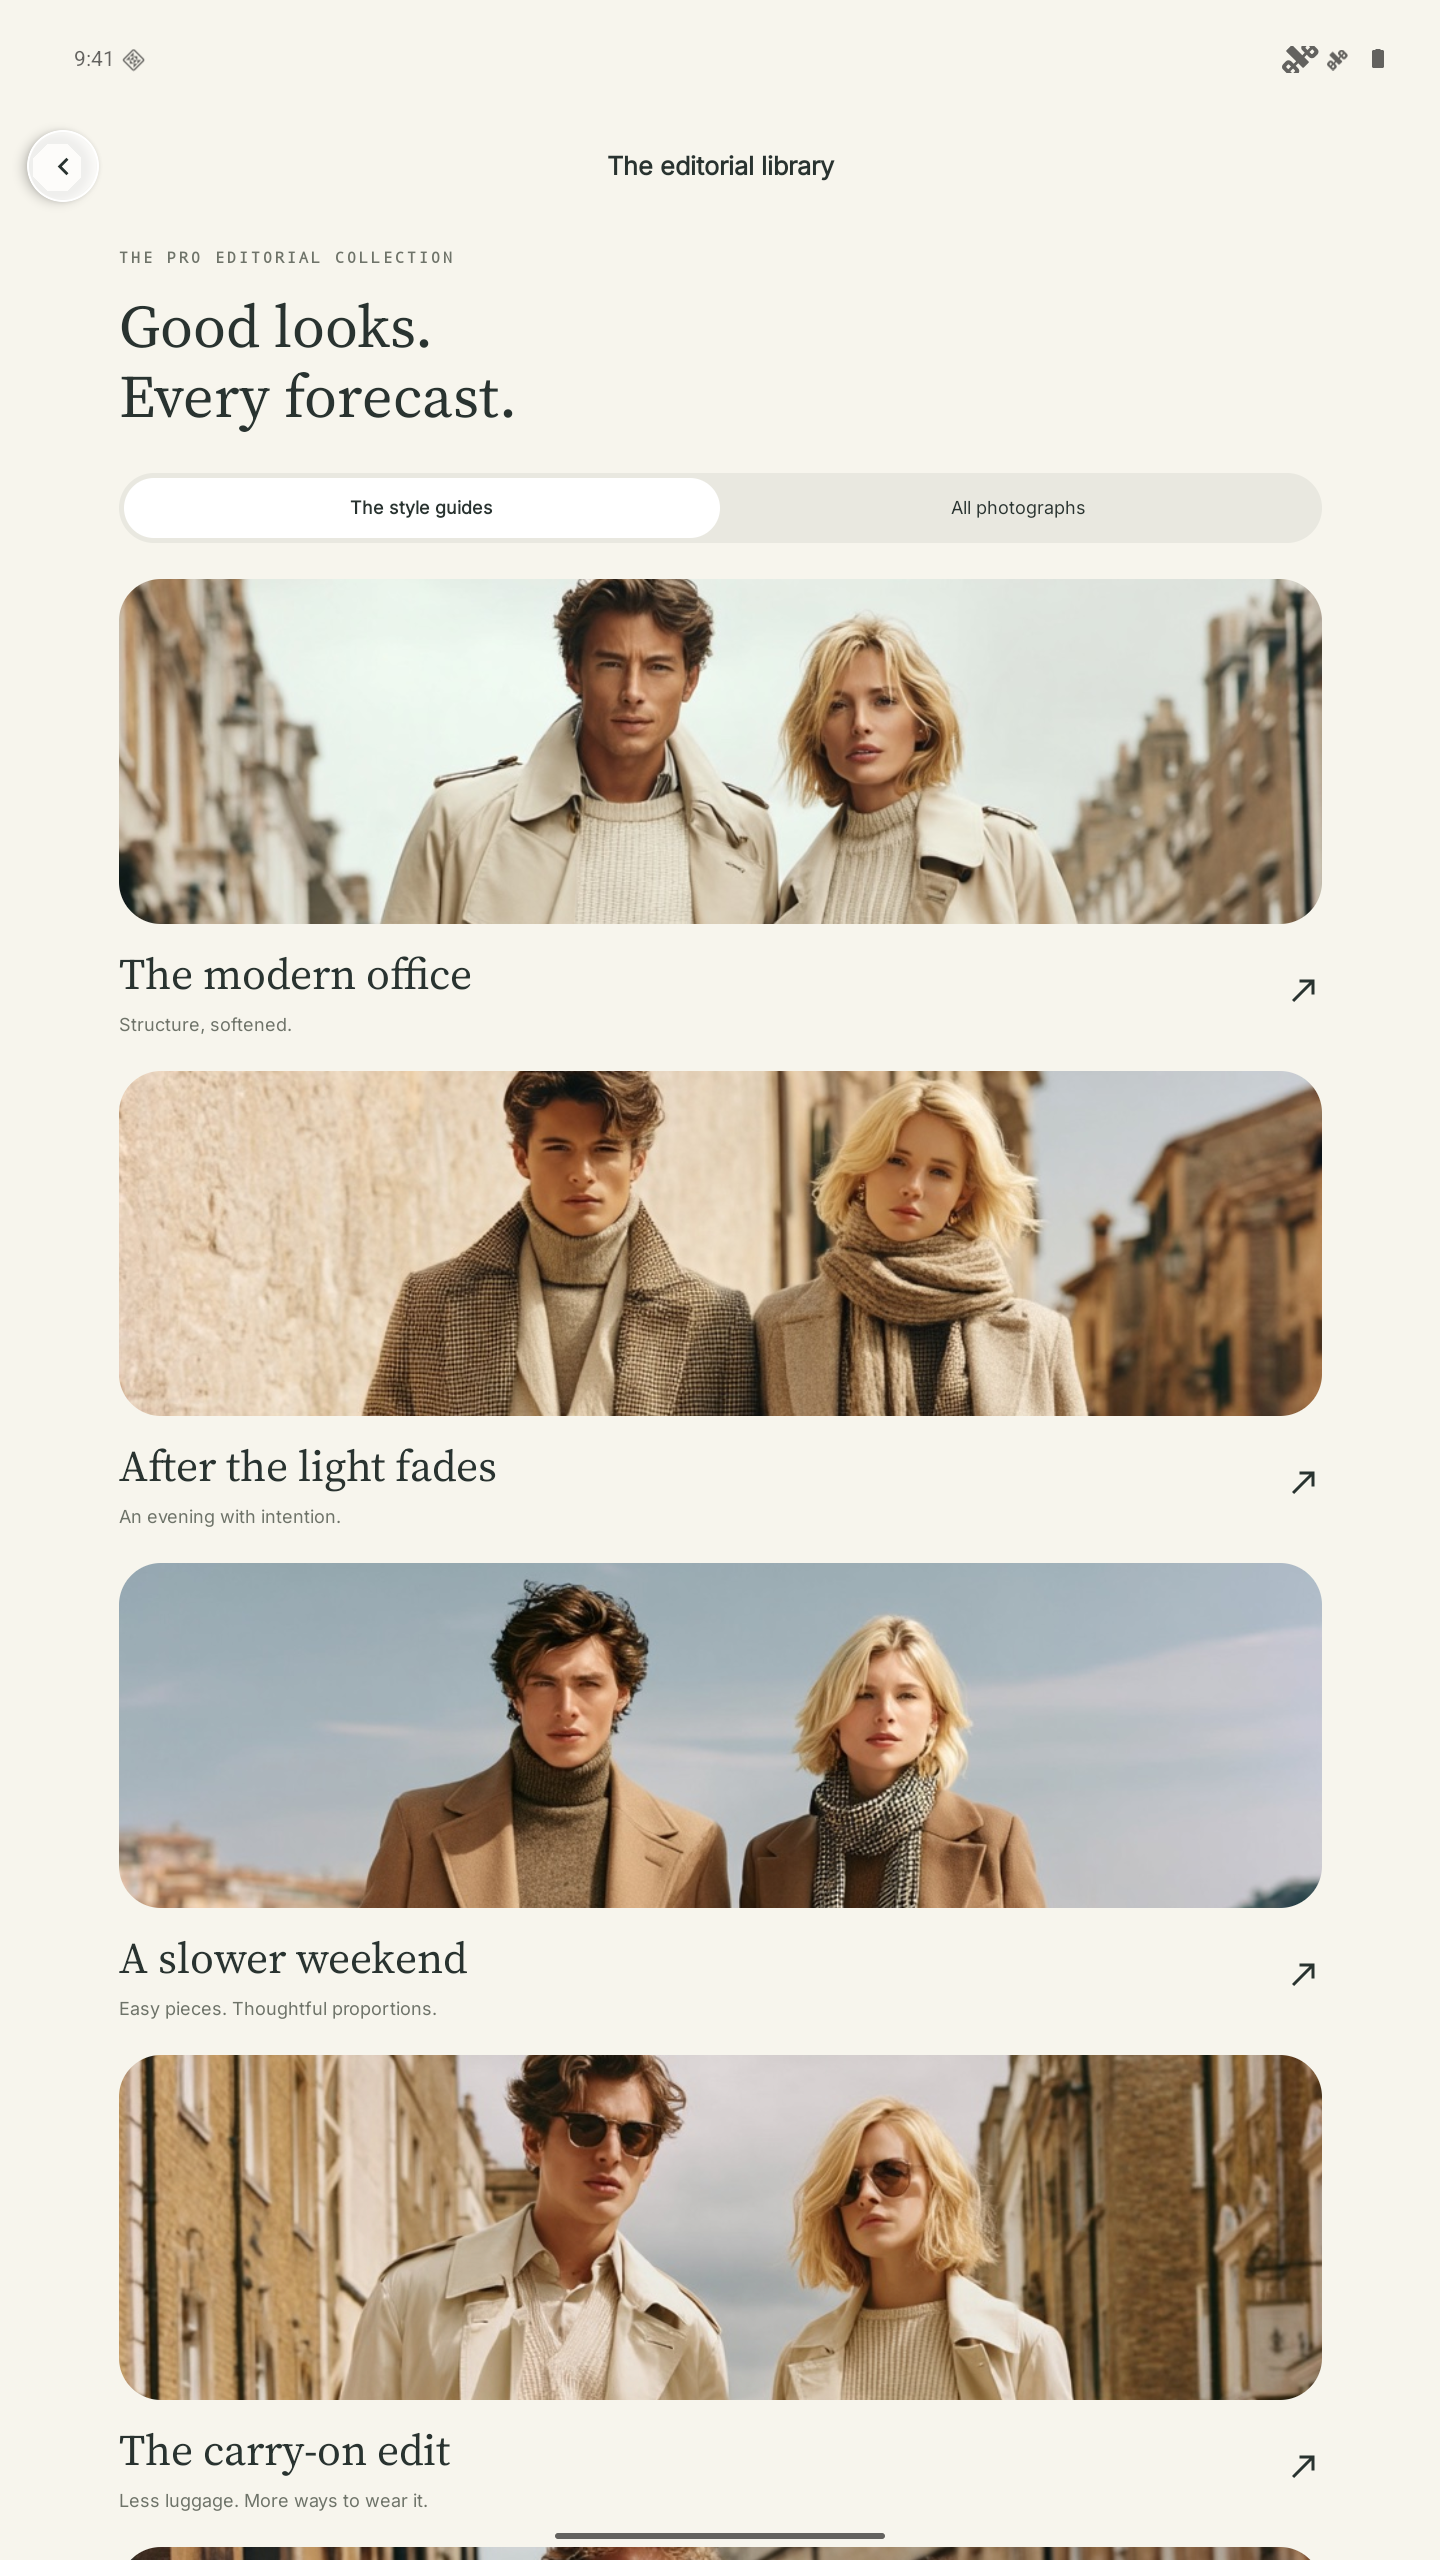 9:41
The editorial library
THE PRO EDITORIAL COLLECTION
Good looks.
Every forecast.
The style guides
All photographs
The modern office
Structure, softened.
After the light fades
An evening with intention.
A slower weekend
Easy pieces. Thoughtful proportions.
The carry-on edit
Less luggage. More ways to wear it.